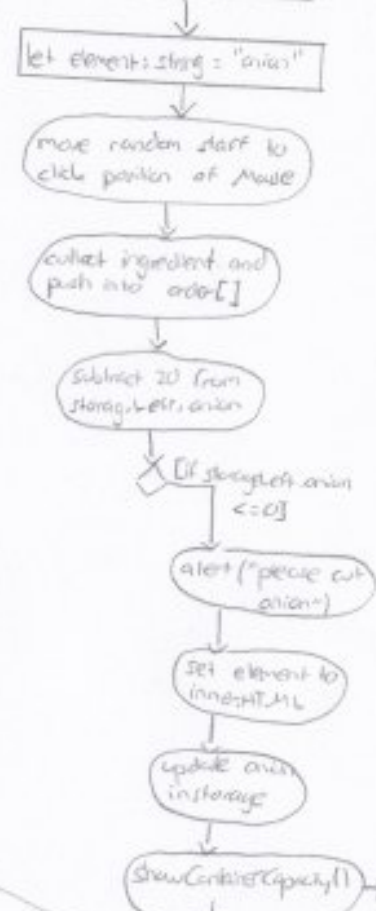 let element: string = "onion"
move random staff to
click position of Mouse
collect ingredient and
push into order[]
subtract 20 from
storageLeft.onion
[if storageLeft.onion
<=0]
alert("please cut
onion")
set element to
innerHTML
update onion
in storage
showContainerCapacity()